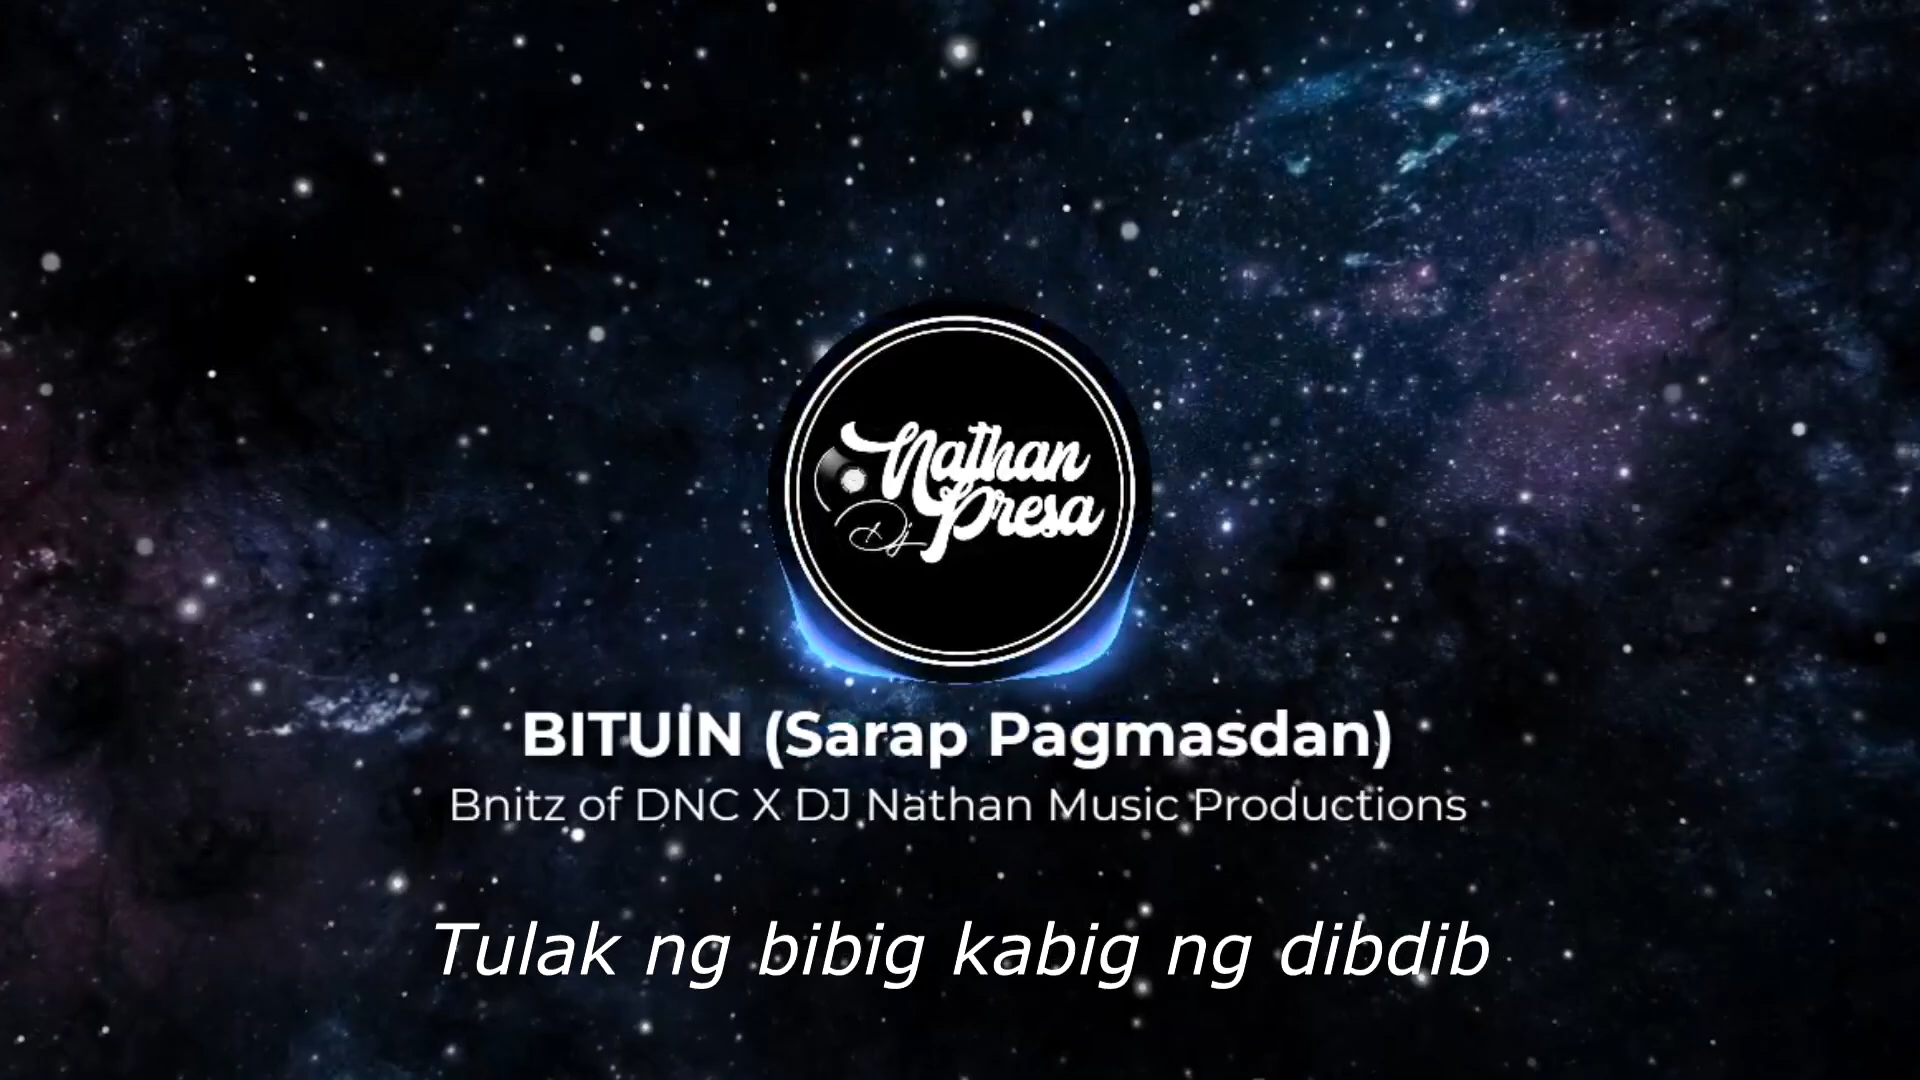 Nathan
Dj Presa
BITUIN (Sarap Pagmasdan)
Bnitz of DNC X DJ Nathan Music Productions
Tulak ng bibig kabig ng dibdib